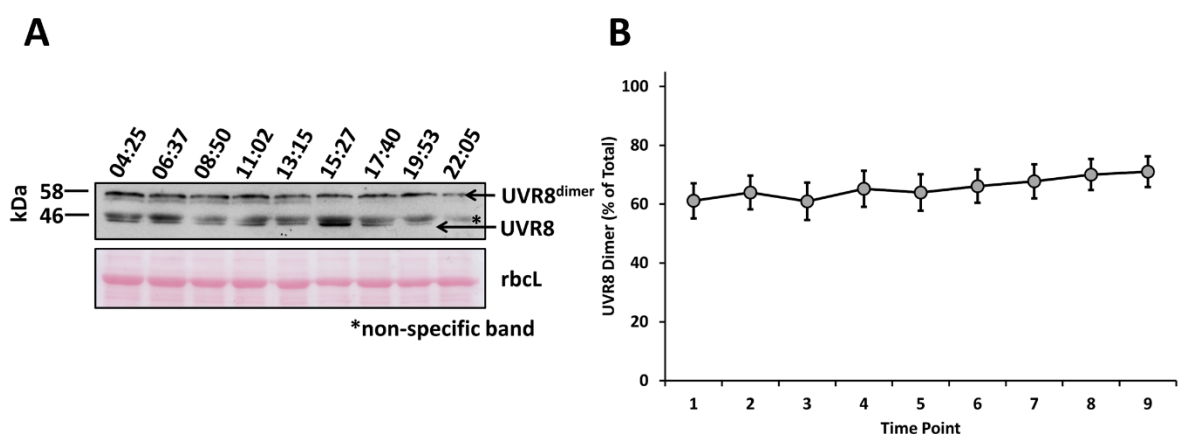 A
04:25 06:37 08:50 11:02 13:15 15:27 17:40 19:53 22:05
kDa
58
46
UVR8dimer
*
UVR8
rbcL
*non-specific band
B
UVR8 Dimer (% of Total)
100
80
60
40
20
0
1 2 3 4 5 6 7 8 9
Time Point